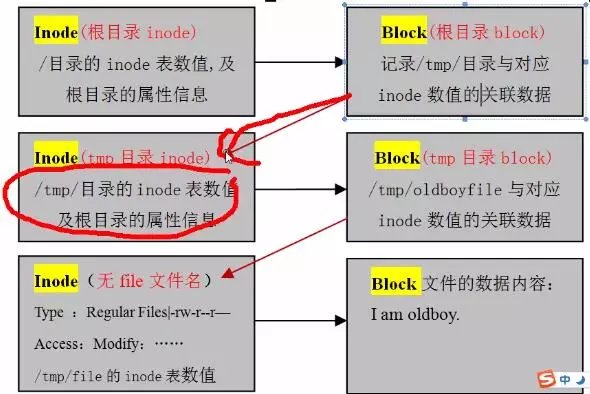 Inode(根目录 inode)
/目录的 inode 表数值,及
根目录的属性信息
Block(根目录 block)
记录/tmp/目录与对应
inode 数值的关联数据
Inode(tmp 目录 inode)
/tmp/目录的 inode 表数值
及根目录的属性信息
Block(tmp 目录 block)
/tmp/oldboyfile 与对应
inode 数值的关联数据
Inode（无 file 文件名）
Type ：Regular Files|-rw-r--r—
Access：Modify：……
/tmp/file 的 inode 表数值
Block 文件的数据内容：
I am oldboy.
S 中